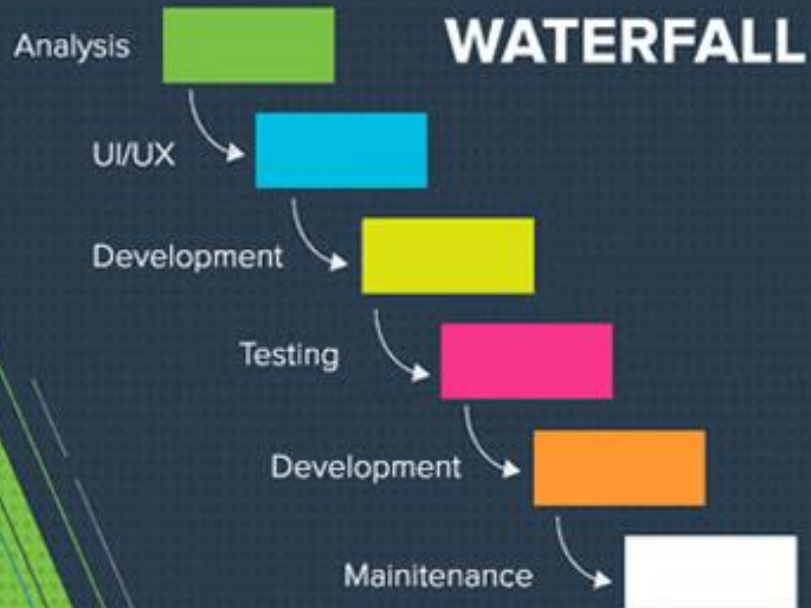 WATERFALL
Analysis
UI/UX
Development
Testing
Development
Mainitenance